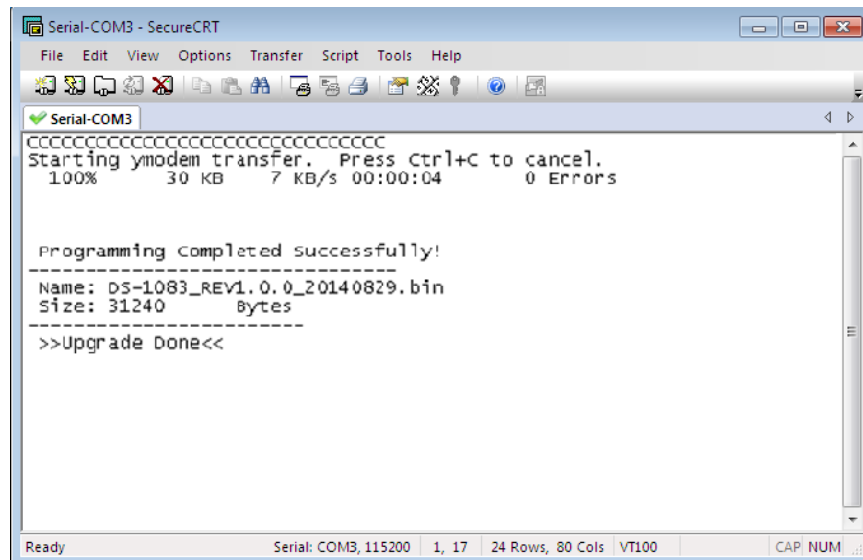 Serial-COM3 - SecureCRT
File Edit View Options Transfer Script Tools Help
Serial-COM3
CCCCCCCCCCCCCCCCCCCCCCCCCCCCCCCC
Starting ymodem transfer. Press Ctrl+C to cancel.
100% 30 KB 7 KB/s 00:00:04 0 Errors
Programming Completed Successfully!
--------------------------------
Name: DS-1083_REV1.0.0_20140829.bin
Size: 31240 Bytes
------------------------
>>Upgrade Done<<
Ready Serial: COM3, 115200 1, 17 24 Rows, 80 Cols VT100 CAP NUM